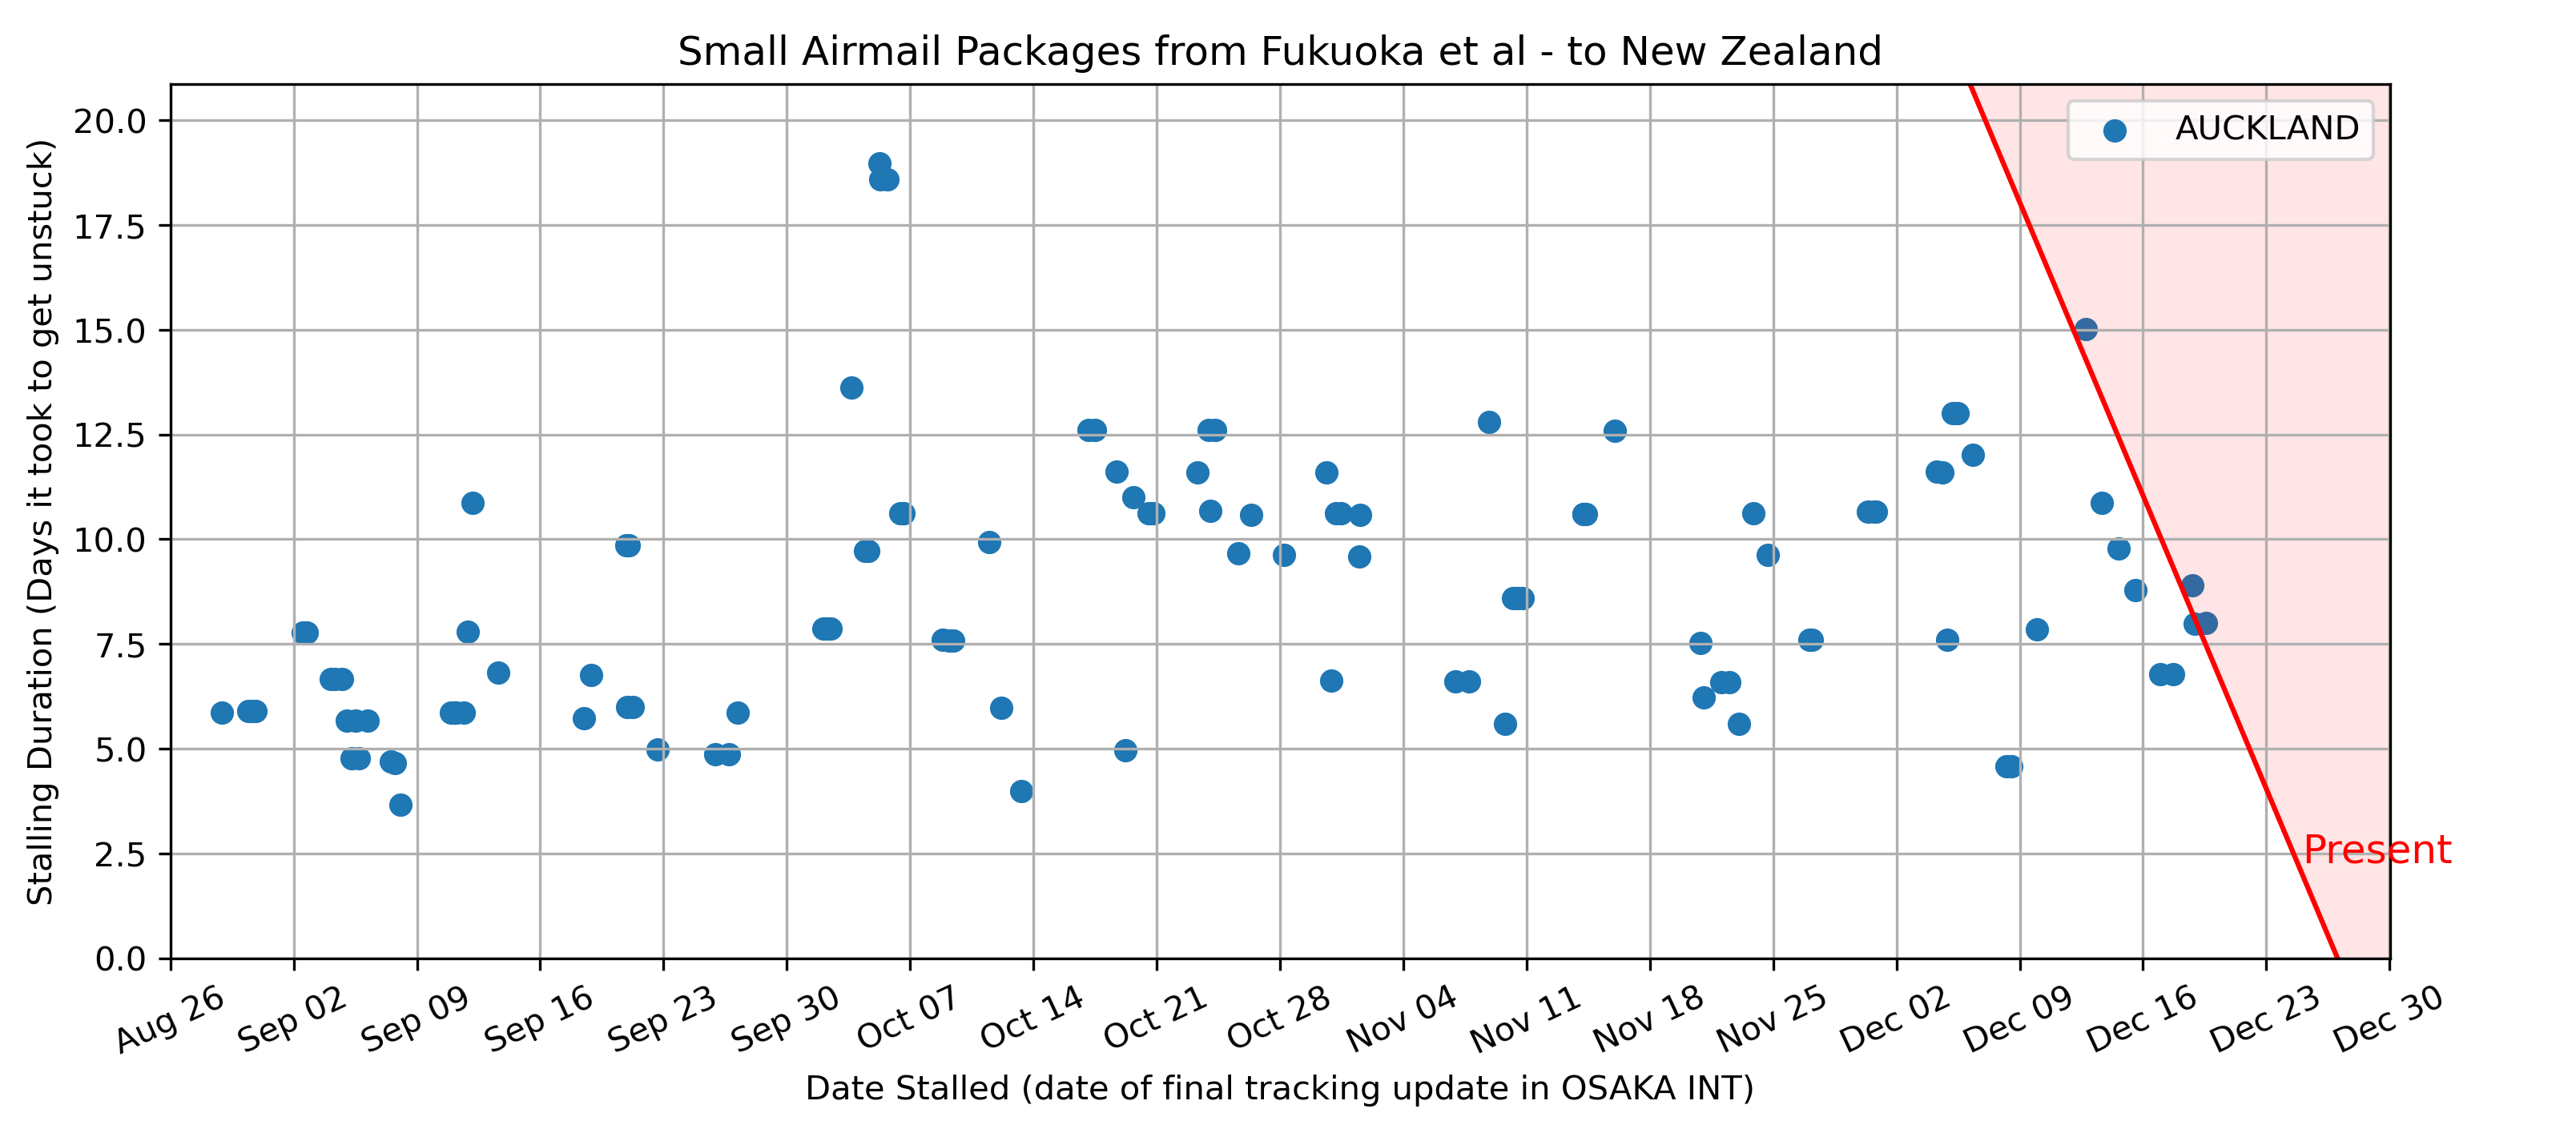 Small Airmail Packages from Fukuoka et al - to New Zealand
Stalling Duration (Days it took to get unstuck)
20.0
17.5
15.0
12.5
10.0
7.5
5.0
2.5
0.0
AUCKLAND
Present
Aug 26
Sep 02
Sep 09
Sep 16
Sep 23
Sep 30
Oct 07
Oct 14
Oct 21
Oct 28
Nov 04
Nov 11
Nov 18
Nov 25
Dec 02
Dec 09
Dec 16
Dec 23
Dec 30
Date Stalled (date of final tracking update in OSAKA INT)